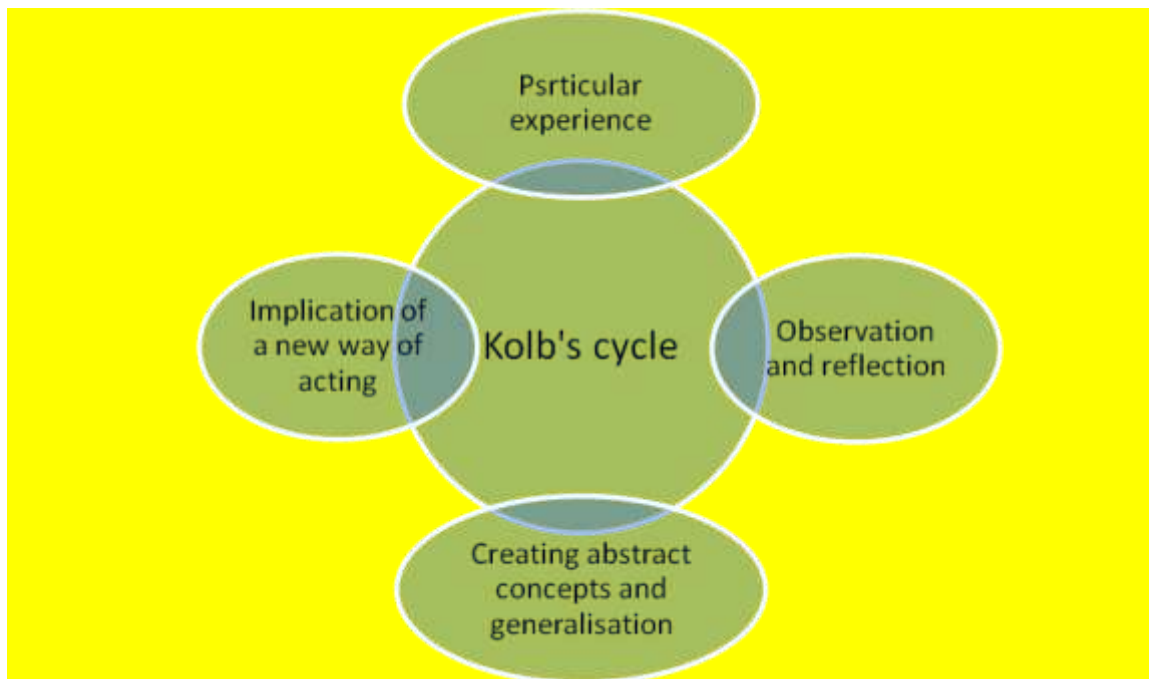 Psrticular
experience
Implication of
a new way of
acting
Kolb's cycle
Observation
and reflection
Creating abstract
concepts and
generalisation